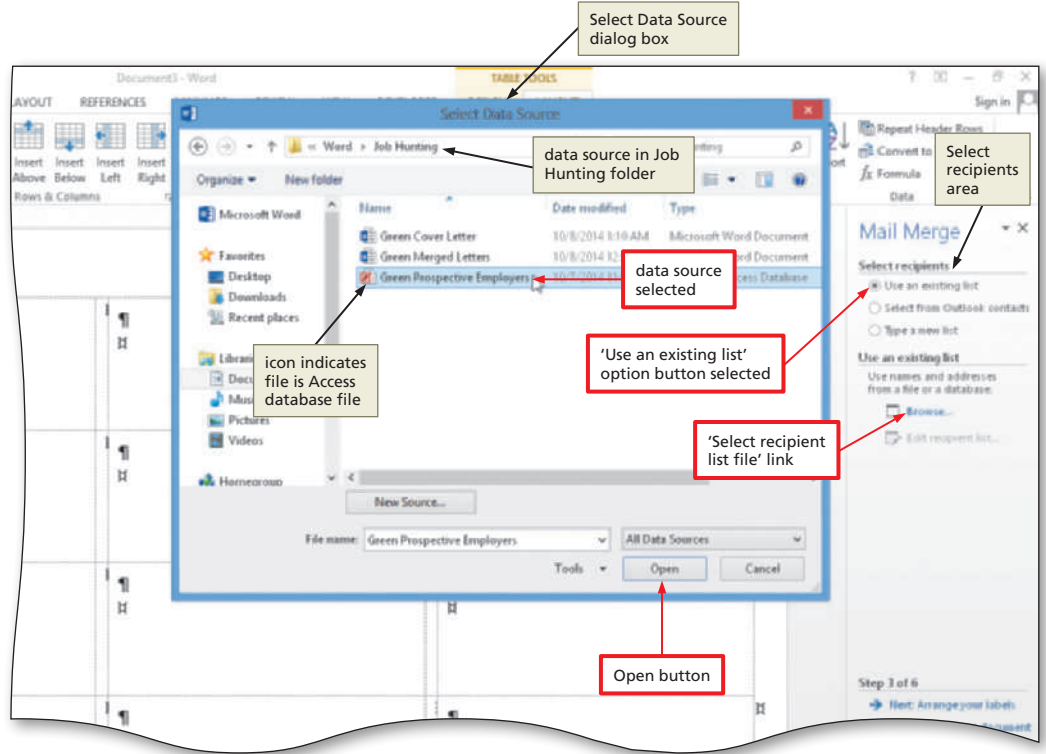 Select Data Source
dialog box
Document3 - Word
TABLE TOOLS
LAYOUT
REFERENCES
Sign in
Select Data Source
Insert Above
Insert Below
Insert Left
Insert Right
Rows & Columns
Repeat Header Rows
Convert to
Formula
Data
Word
Job Hunting
data source in Job
Hunting folder
Select
recipients
area
Organize
New folder
Name
Date modified
Type
Microsoft Word
Favorites
Desktop
Downloads
Recent places
Green Cover Letter
10/8/2014 8:10 AM
Microsoft Word Document
Green Merged Letters
Green Prospective Employers
data source
selected
icon indicates
file is Access
database file
Pictures
Videos
Homegroup
New Source...
File name:
Green Prospective Employers
All Data Sources
Tools
Open
Cancel
Open button
Mail Merge
Select recipients
Use an existing list
Select from Outlook contacts
Type a new list
Use an existing list
Use names and addresses
from a file or a database.
Browse...
Edit recipient list...
'Use an existing list'
option button selected
'Select recipient
list file' link
Step 3 of 6
Next: Arrange your labels